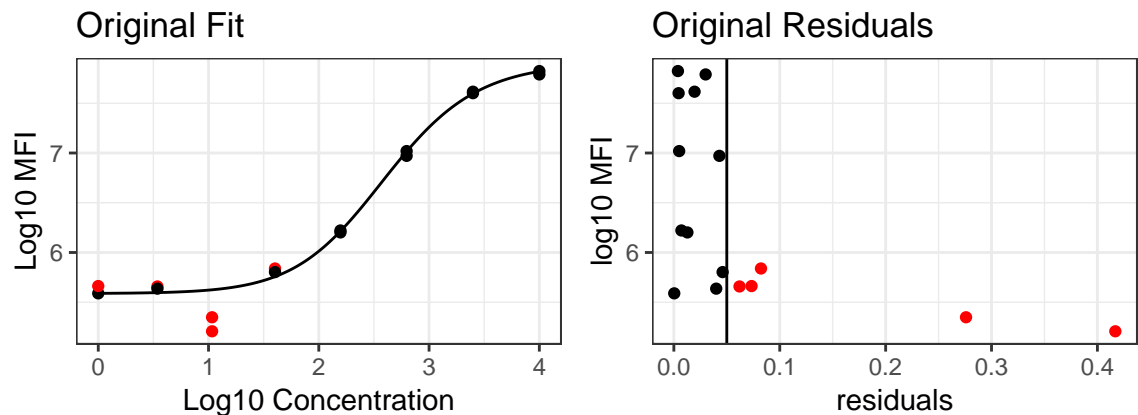 Original Fit
Log10 MFI
7
6
0
1
2
3
4
Log10 Concentration
Original Residuals
log10 MFI
7
6
0.0
0.1
0.2
0.3
0.4
residuals